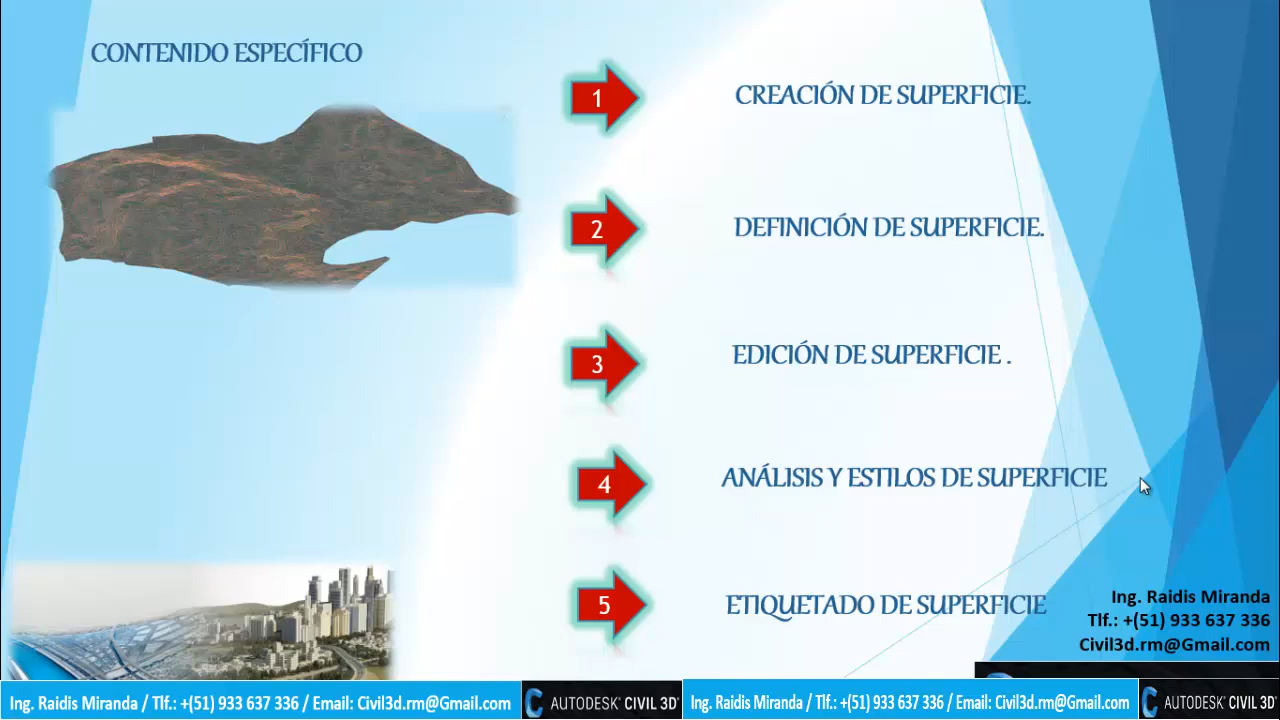 CONTENIDO ESPECÍFICO
1
CREACIÓN DE SUPERFICIE.
2
DEFINICIÓN DE SUPERFICIE.
3
EDICIÓN DE SUPERFICIE .
4
ANÁLISIS Y ESTILOS DE SUPERFICIE
5
ETIQUETADO DE SUPERFICIE
Ing. Raidis Miranda
Tlf.: +(51) 933 637 336
Civil3d.rm@Gmail.com
Ing. Raidis Miranda / Tlf.: +(51) 933 637 336 / Email: Civil3d.rm@Gmail.com
AUTODESK® CIVIL 3D®
Ing. Raidis Miranda / Tlf.: +(51) 933 637 336 / Email: Civil3d.rm@Gmail.com
AUTODESK® CIVIL 3D